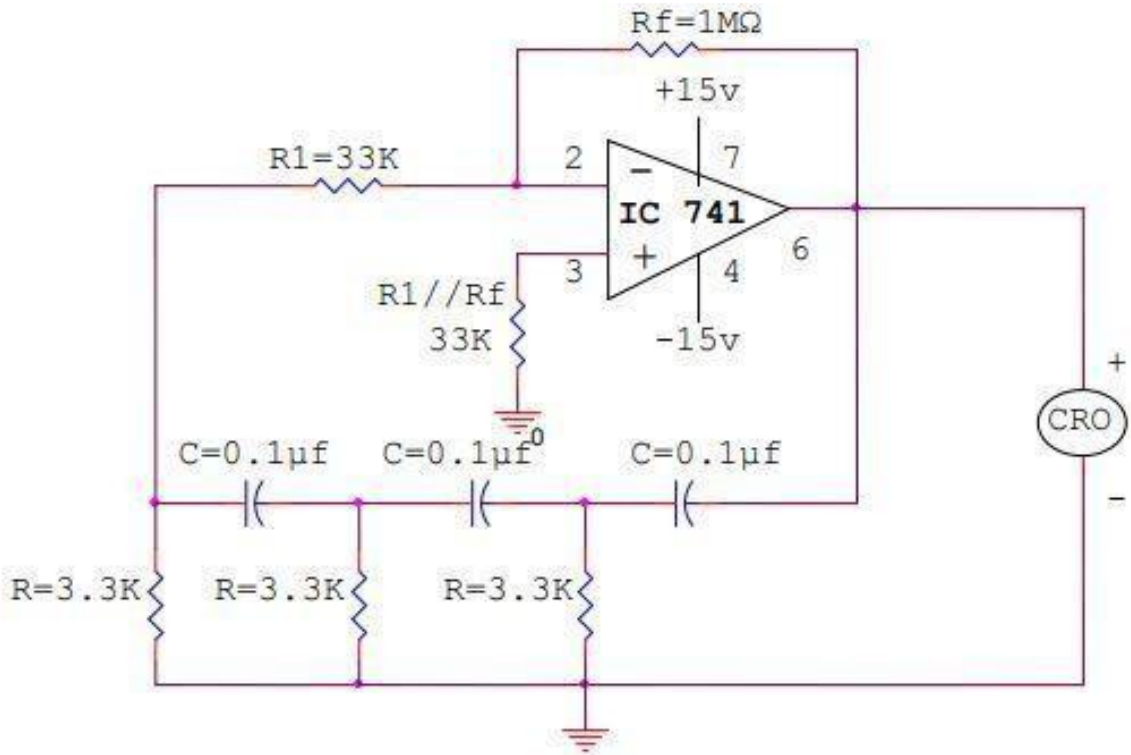 Rf=1MΩ
+15v
R1=33K
2
7
−
IC 741
+
6
3
4
R1//Rf
33K
-15v
+
CRO
0
C=0.1µf
C=0.1µf
C=0.1µf
−
R=3.3K
R=3.3K
R=3.3K